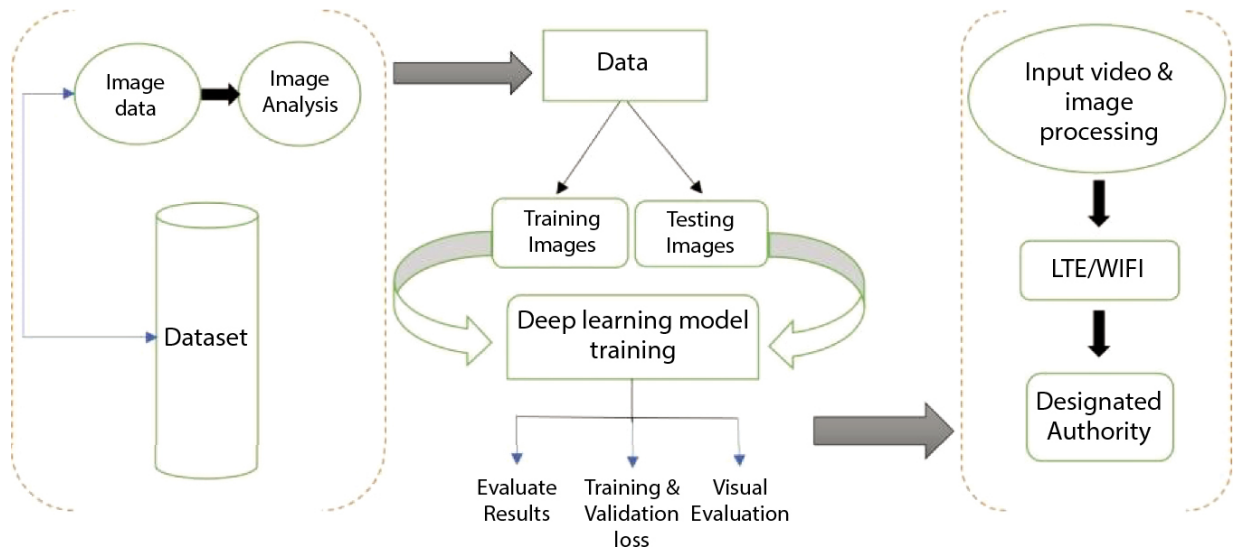 Image
data
Image
Analysis
Dataset
Data
Training
Images
Testing
Images
Deep learning model
training
Evaluate
Results
Training &
Validation
loss
Visual
Evaluation
Input video &
image
processing
LTE/WIFI
Designated
Authority